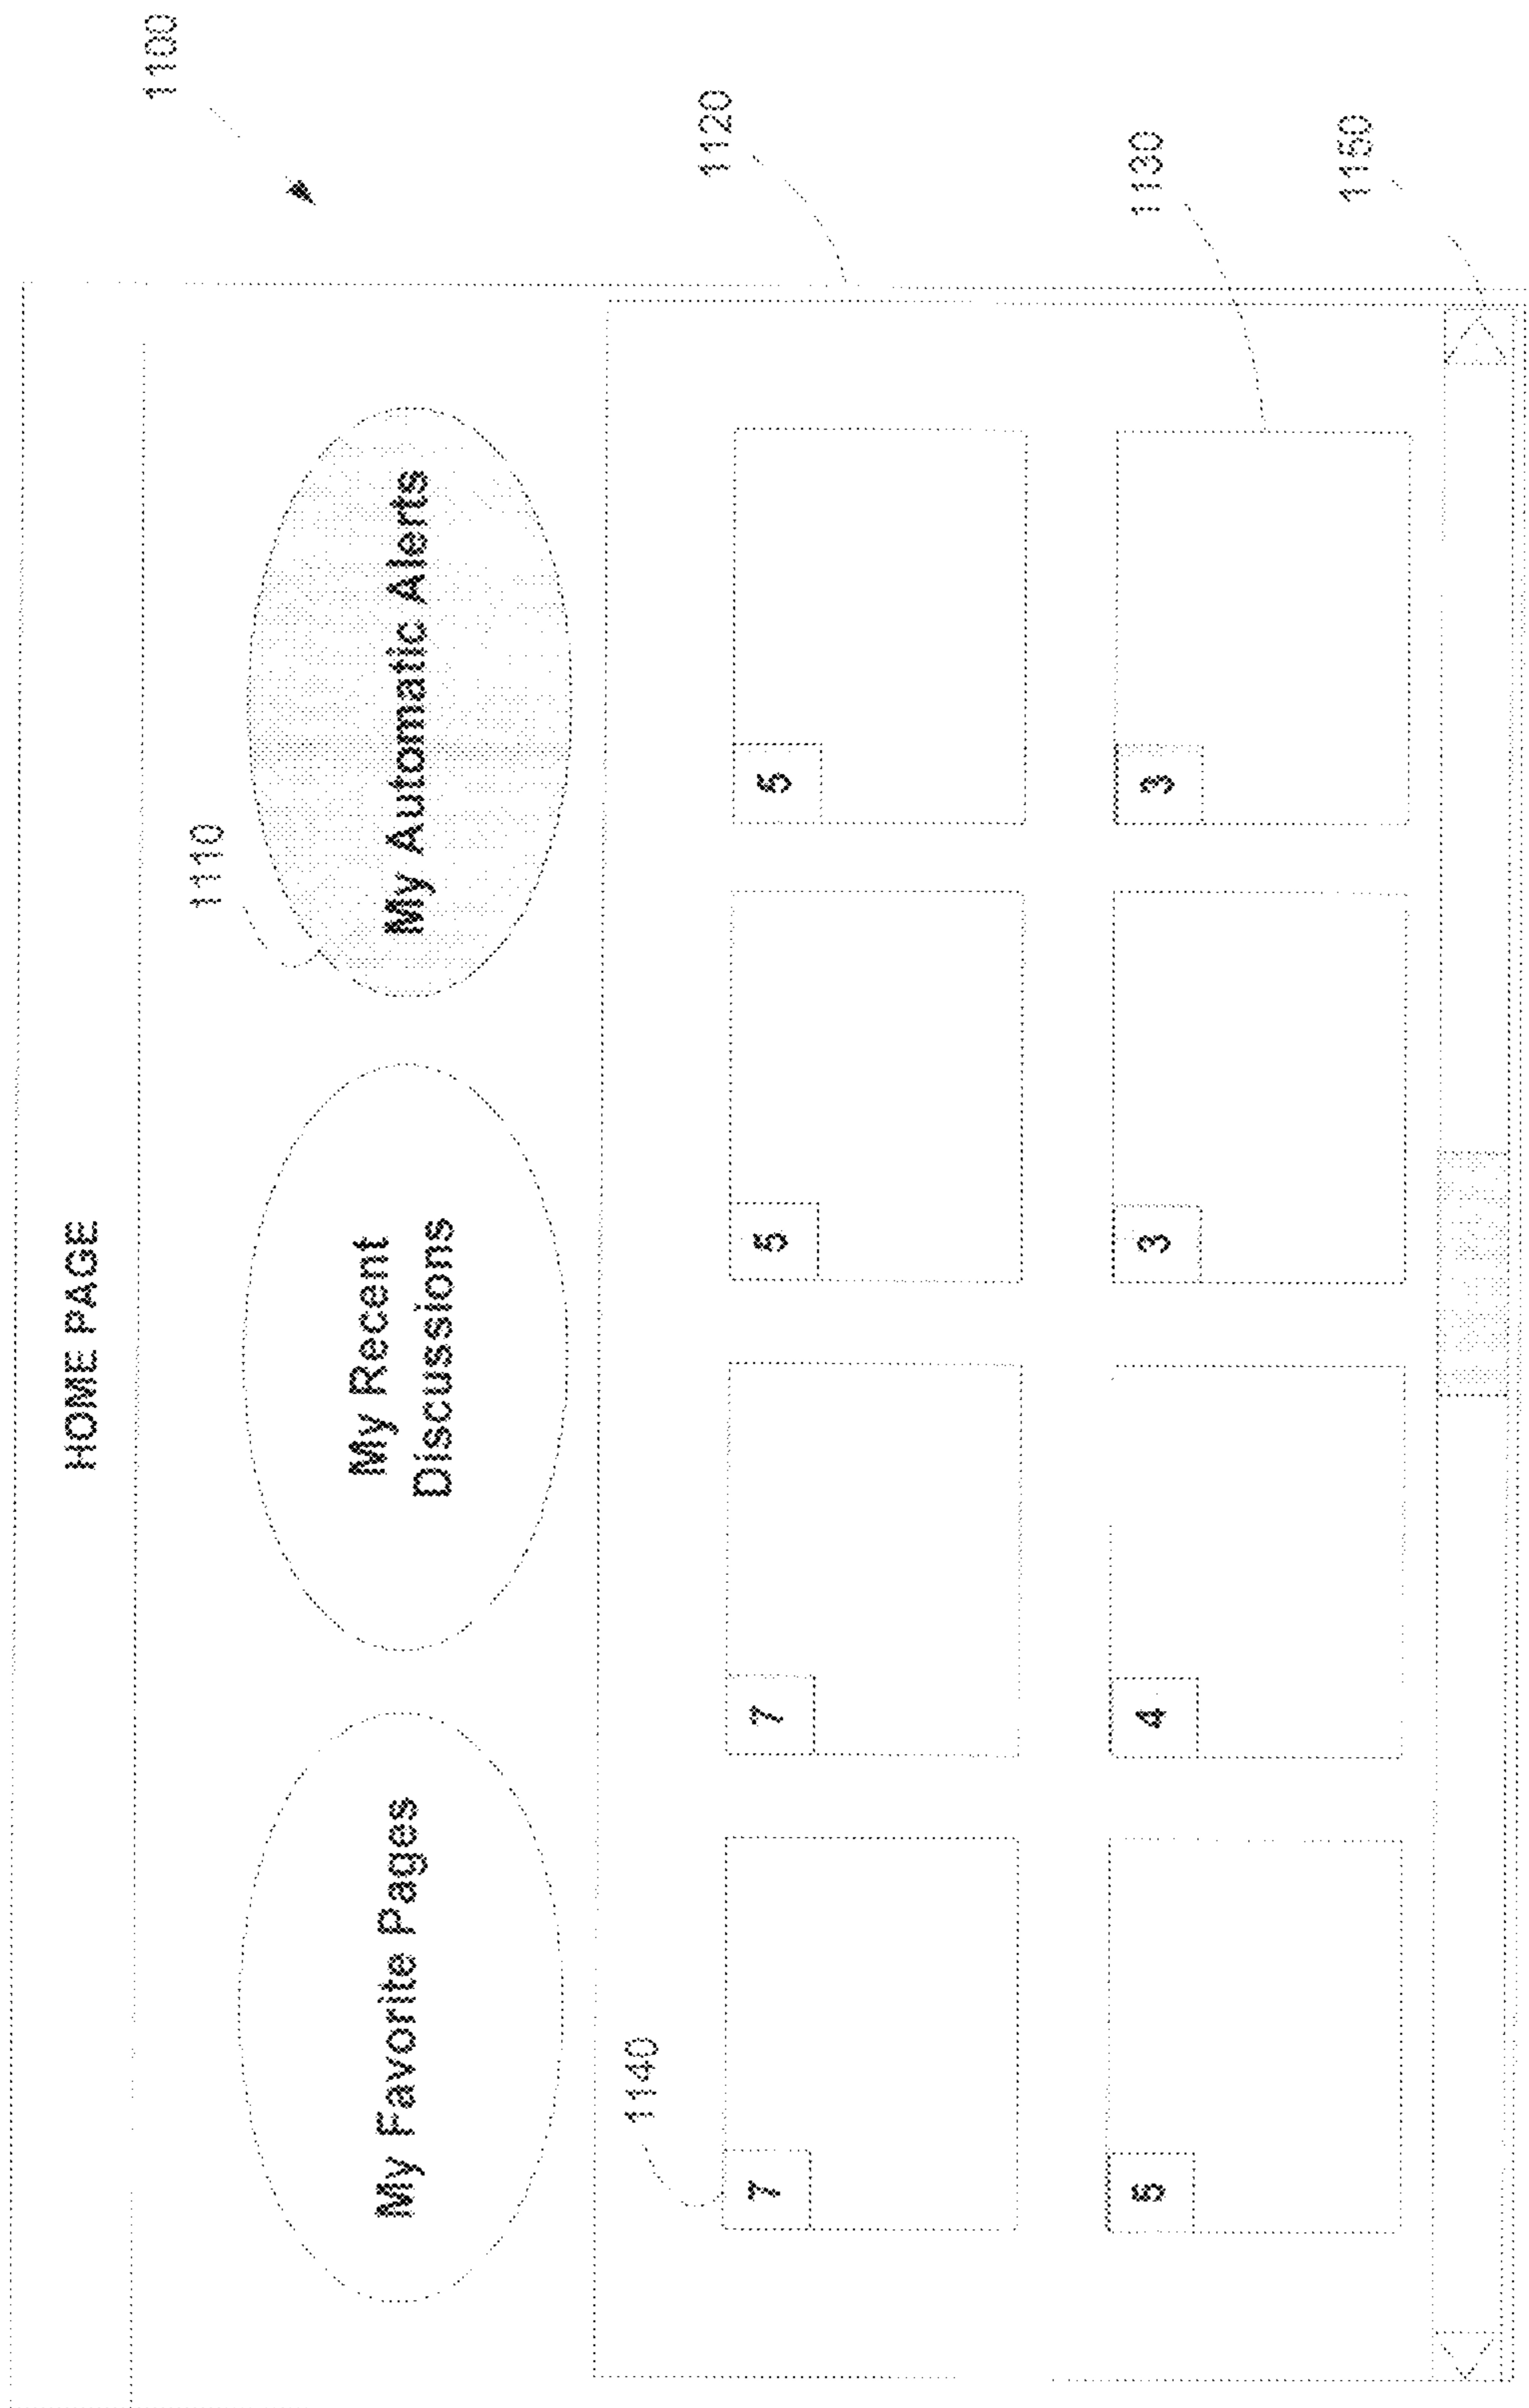 1100
HOME PAGE
1110
My Favorite Pages
My Recent
Discussions
My Automatic Alerts
1120
1140
7
7
5
5
1130
5
4
3
3
1150